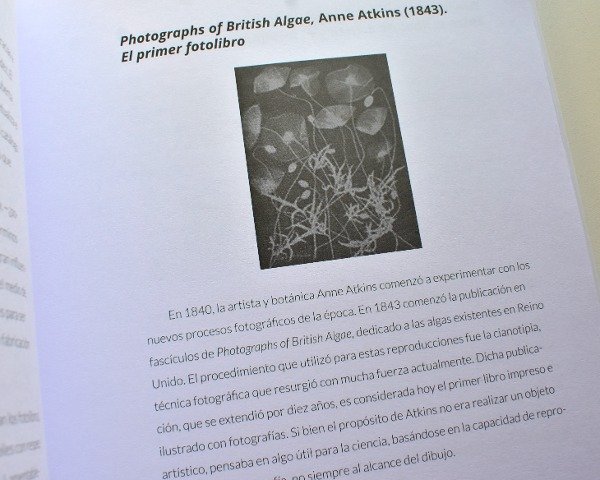 Photographs of British Algae, Anne Atkins (1843).
El primer fotolibro
En 1840, la artista y botánica Anne Atkins comenzó a experimentar con los
nuevos procesos fotográficos de la época. En 1843 comenzó la publicación en
fascículos de Photographs of British Algae, dedicado a las algas existentes en Reino
Unido. El procedimiento que utilizó para estas reproducciones fue la cianotipia,
técnica fotográfica que resurgió con mucha fuerza actualmente. Dicha publica-
ción, que se extendió por diez años, es considerada hoy el primer libro impreso e
ilustrado con fotografías. Si bien el propósito de Atkins no era realizar un objeto
artístico, pensaba en algo útil para la ciencia, basándose en la capacidad de repro-
no siempre al alcance del dibujo.